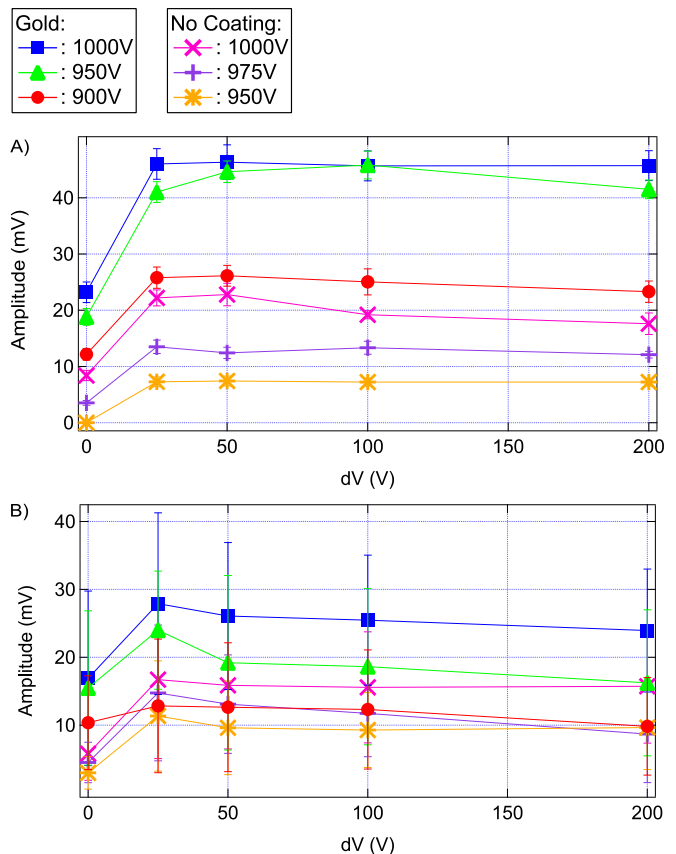 Gold:
: 1000V
: 950V
: 900V
No Coating:
: 1000V
: 975V
: 950V
A)
Amplitude (mV)
40
30
20
10
0
0
50
100
150
200
dV (V)
B)
Amplitude (mV)
40
30
20
10
0
50
100
150
200
dV (V)